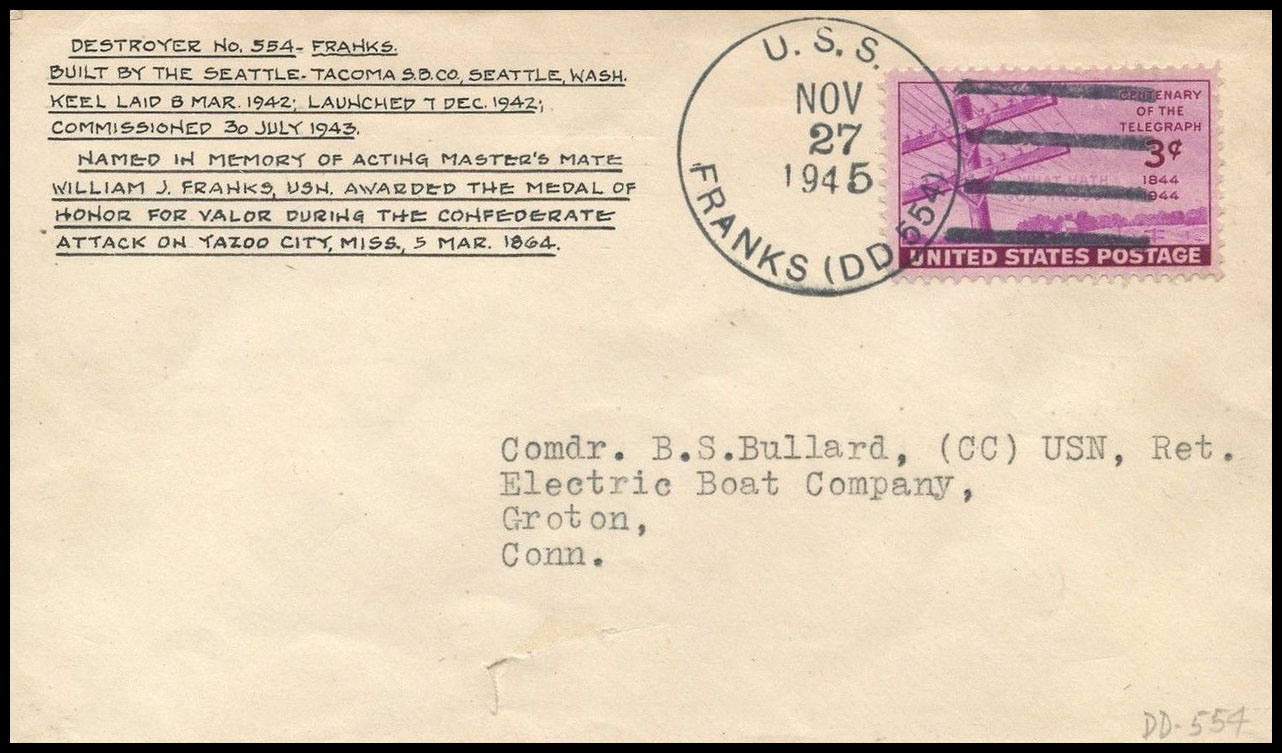 DESTROYER NO. 554- FRANKS.
BUILT BY THE SEATTLE-TACOMA S.B.CO, SEATTLE, WASH.
KEEL LAID 8 MAR. 1942; LAUNCHED 7 DEC. 1942;
COMMISSIONED 30 JULY 1943.
NAMED IN MEMORY OF ACTING MASTER'S MATE
WILLIAM J. FRANKS, USN. AWARDED THE MEDAL OF
HONOR FOR VALOR DURING THE CONFEDERATE
ATTACK ON YAZOO CITY, MISS., 5 MAR. 1864.
U.S.S.
NOV
27
1945
FRANKS (DD 554)
CENTENARY
OF THE
TELEGRAPH
3¢
WHAT HATH
1844
1944
UNITED STATES POSTAGE
Comdr. B.S.Bullard, (CC) USN, Ret.
Electric Boat Company,
Groton,
Conn.
DD-554